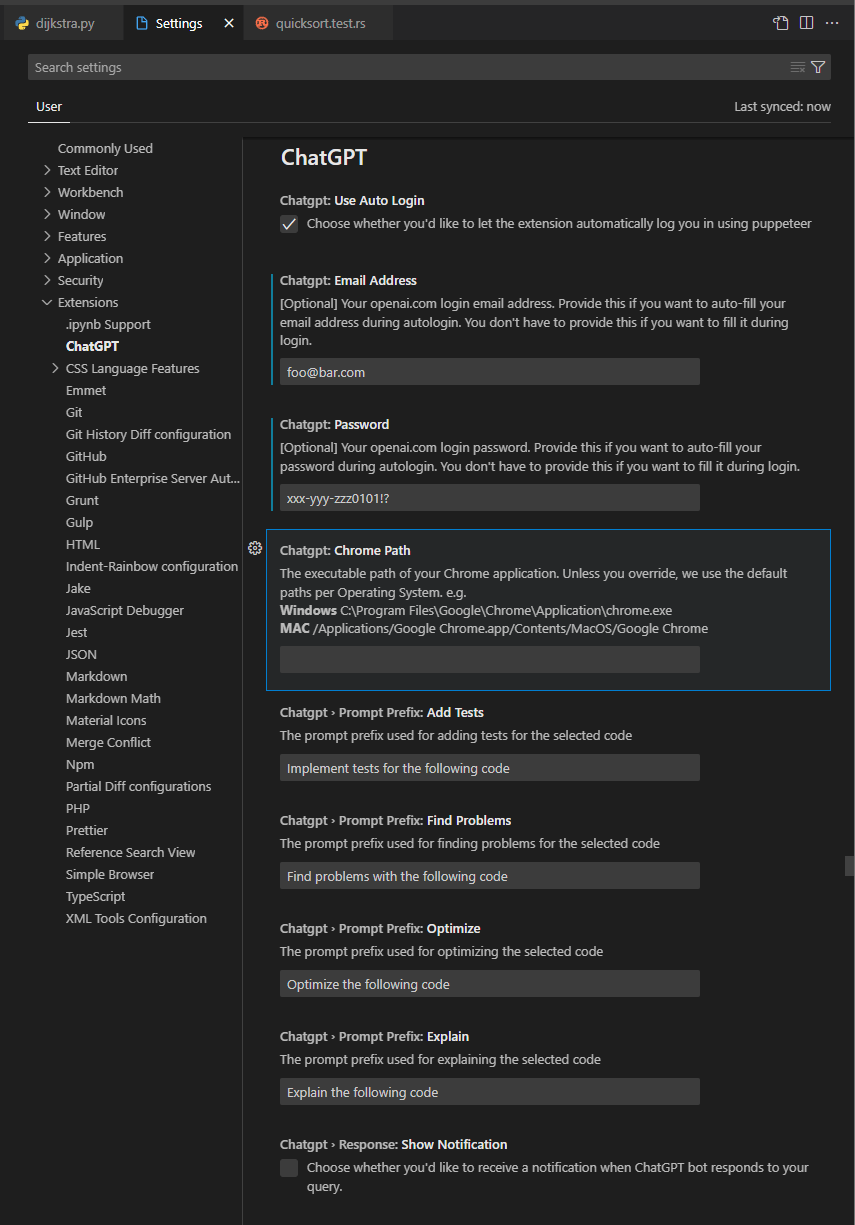 dijkstra.py
Settings
quicksort.test.rs
Search settings
User
Last synced: now
Commonly Used
Text Editor
Workbench
Window
Features
Application
Security
Extensions
.ipynb Support
ChatGPT
CSS Language Features
Emmet
Git
Git History Diff configuration
GitHub
GitHub Enterprise Server Aut...
Grunt
Gulp
HTML
Indent-Rainbow configuration
Jake
JavaScript Debugger
Jest
JSON
Markdown
Markdown Math
Material Icons
Merge Conflict
Npm
Partial Diff configurations
PHP
Prettier
Reference Search View
Simple Browser
TypeScript
XML Tools Configuration
ChatGPT
Chatgpt: Use Auto Login
Choose whether you'd like to let the extension automatically log you in using puppeteer
Chatgpt: Email Address
[Optional] Your openai.com login email address. Provide this if you want to auto-fill your
email address during autologin. You don't have to provide this if you want to fill it during
login.
foo@bar.com
Chatgpt: Password
[Optional] Your openai.com login password. Provide this if you want to auto-fill your
password during autologin. You don't have to provide this if you want to fill it during login.
xxx-yyy-zzz0101!?
Chatgpt: Chrome Path
The executable path of your Chrome application. Unless you override, we use the default
paths per Operating System. e.g.
Windows C:\Program Files\Google\Chrome\Application\chrome.exe
MAC /Applications/Google Chrome.app/Contents/MacOS/Google Chrome
Chatgpt › Prompt Prefix: Add Tests
The prompt prefix used for adding tests for the selected code
Implement tests for the following code
Chatgpt › Prompt Prefix: Find Problems
The prompt prefix used for finding problems for the selected code
Find problems with the following code
Chatgpt › Prompt Prefix: Optimize
The prompt prefix used for optimizing the selected code
Optimize the following code
Chatgpt › Prompt Prefix: Explain
The prompt prefix used for explaining the selected code
Explain the following code
Chatgpt › Response: Show Notification
Choose whether you'd like to receive a notification when ChatGPT bot responds to your
query.